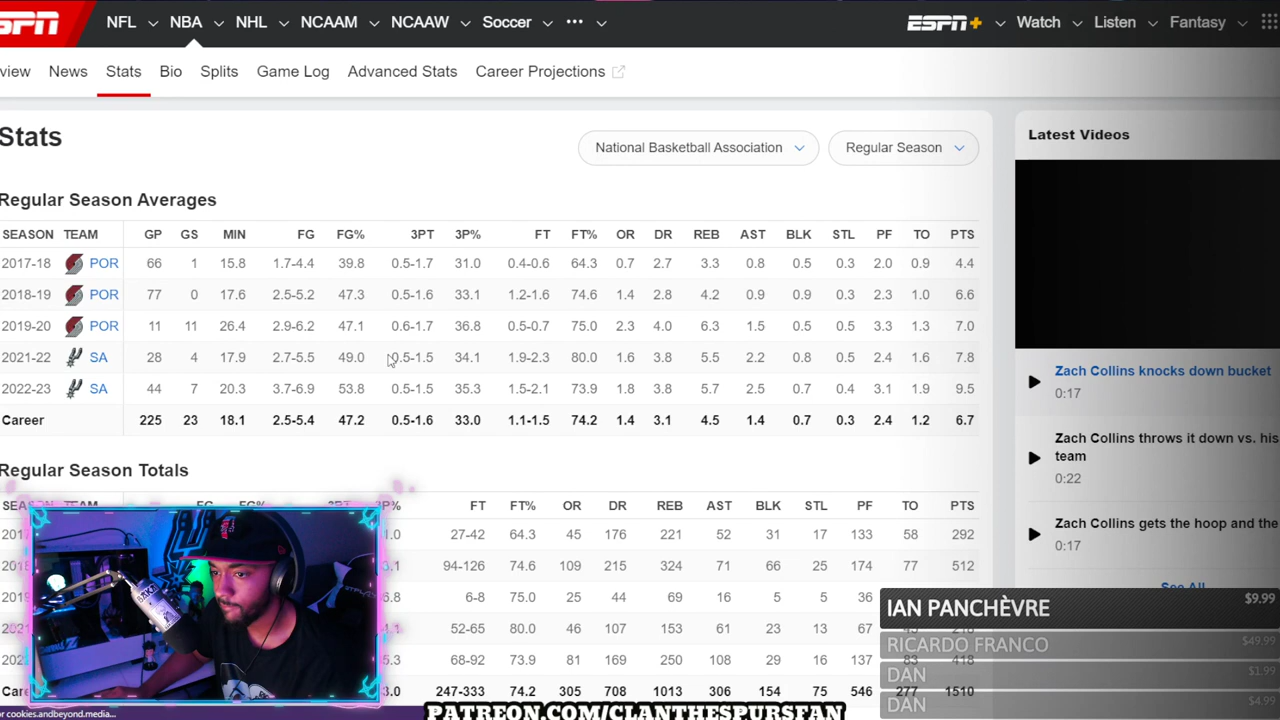 NFL NBA NHL NCAAM NCAAW Soccer ••• ESPN+ Watch Listen Fantasy
News Stats Bio Splits Game Log Advanced Stats Career Projections
Stats
National Basketball Association Regular Season
Latest Videos
Regular Season Averages
SEASON TEAM GP GS MIN FG FG% 3PT 3P% FT FT% OR DR REB AST BLK STL PF TO PTS
2017-18 POR 66 1 15.8 1.7-4.4 39.8 0.5-1.7 31.0 0.4-0.6 64.3 0.7 2.7 3.3 0.8 0.5 0.3 2.0 0.9 4.4
2018-19 POR 77 0 17.6 2.5-5.2 47.3 0.5-1.6 33.1 1.2-1.6 74.6 1.4 2.8 4.2 0.9 0.9 0.3 2.3 1.0 6.6
2019-20 POR 11 11 26.4 2.9-6.2 47.1 0.6-1.7 36.8 0.5-0.7 75.0 2.3 4.0 6.3 1.5 0.5 0.5 3.3 1.3 7.0
2021-22 SA 28 4 17.9 2.7-5.5 49.0 0.5-1.5 34.1 1.9-2.3 80.0 1.6 3.8 5.5 2.2 0.8 0.5 2.4 1.6 7.8
2022-23 SA 44 7 20.3 3.7-6.9 53.8 0.5-1.5 35.3 1.5-2.1 73.9 1.8 3.8 5.7 2.5 0.7 0.4 3.1 1.9 9.5
Career 225 23 18.1 2.5-5.4 47.2 0.5-1.6 33.0 1.1-1.5 74.2 1.4 3.1 4.5 1.4 0.7 0.3 2.4 1.2 6.7
Zach Collins knocks down bucket
0:17
Zach Collins throws it down vs. his
team
0:22
Zach Collins gets the hoop and the
0:17
See All
Regular Season Totals
FT FT% OR DR REB AST BLK STL PF TO PTS
27-42 64.3 45 176 221 52 31 17 133 58 292
94-126 74.6 109 215 324 71 66 25 174 77 512
6-8 75.0 25 44 69 16 5 5 36
52-65 80.0 46 107 153 61 23 13 67
68-92 73.9 81 169 250 108 29 16 137 83 418
247-333 74.2 305 708 1013 306 154 75 546 277 1510
IAN PANCHÈVRE $9.99
RICARDO FRANCO $49.99
DAN $1.99
DAN $4.99
cookies.andbeyond.media...
PATREON.COM/CLANTHESPURSFAN